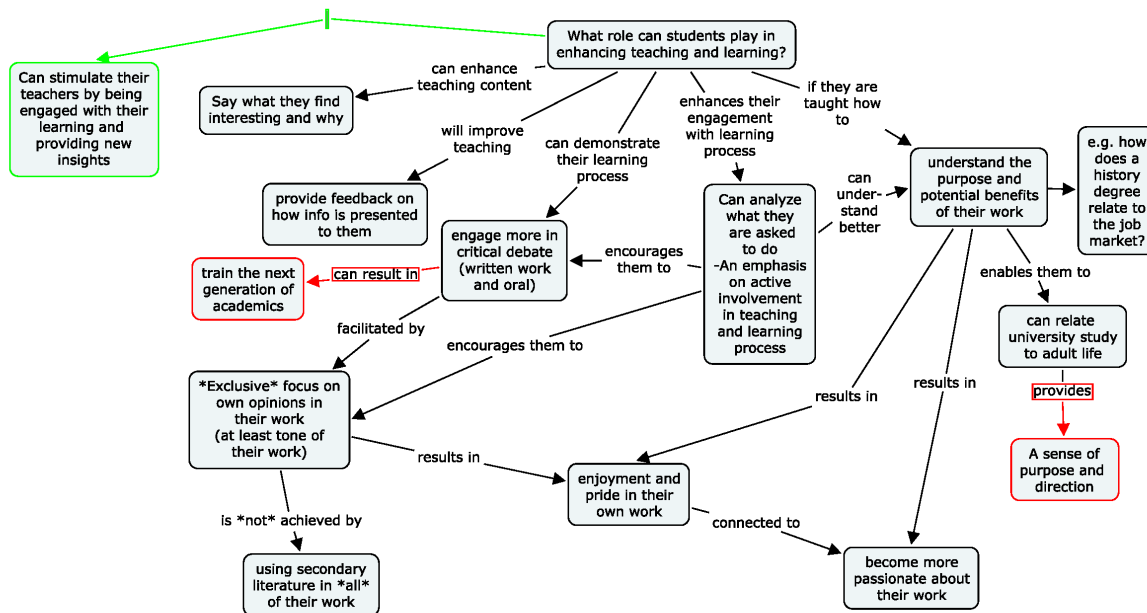 What role can students play in
enhancing teaching and learning?
Can stimulate their
teachers by being
engaged with their
learning and
providing new
insights
can enhance
teaching content
Say what they find
interesting and why
will improve
teaching
provide feedback on
how info is presented
to them
can demonstrate
their learning
process
engage more in
critical debate
(written work
and oral)
enhances their
engagement with
learning
process
Can analyze
what they
are asked
to do
-An emphasis
on active
involvement
in teaching
and learning
process
if they are
taught how
to
understand the
purpose and
potential benefits
of their work
can
under-
stand
better
e.g. how
does a
history
degree
relate to
the job
market?
encourages
them to
can result in
train the next
generation of
academics
enables them to
can relate
university study
to adult life
provides
A sense of
purpose and
direction
facilitated by
encourages them to
*Exclusive* focus on
own opinions in
their work
(at least tone of
their work)
results in
results in
results in
enjoyment and
pride in their
own work
connected to
become more
passionate about
their work
is *not* achieved by
using secondary
literature in *all*
of their work